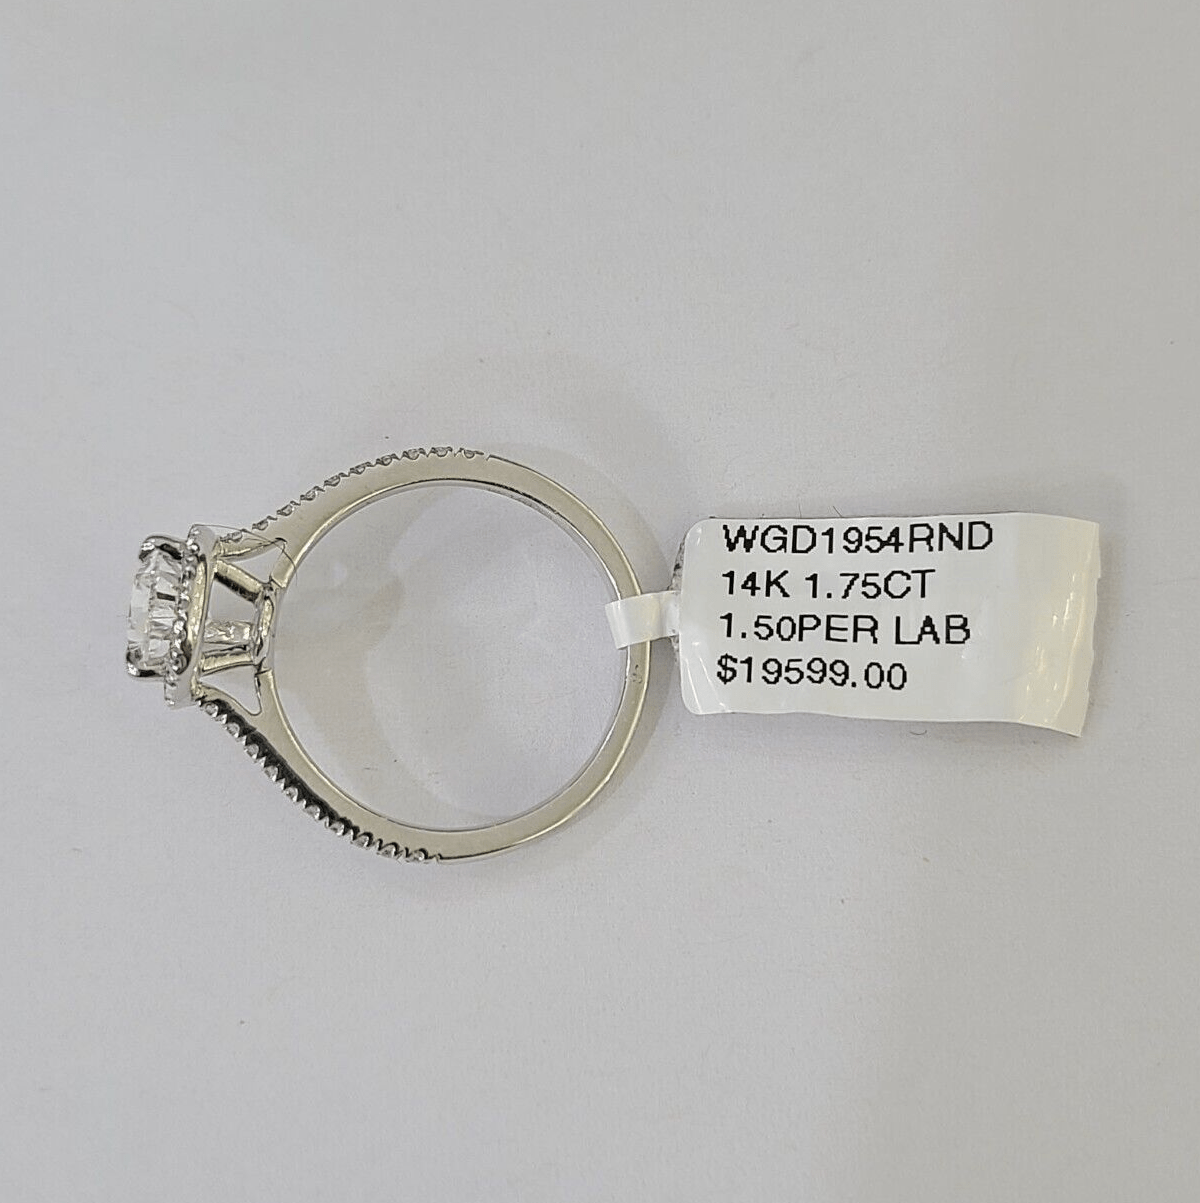 WGD1954RND
14K 1.75CT
1.50PER LAB
$19599.00